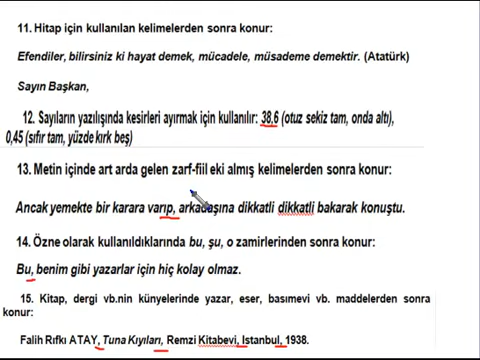 11. Hitap için kullanılan kelimelerden sonra konur:
Efendiler, bilirsiniz ki hayat demek, mücadele, müsademe demektir. (Atatürk)
Sayın Başkan,
12. Sayıların yazılışında kesirleri ayırmak için kullanılır: 38,6 (otuz sekiz tam, onda altı),
0,45 (sıfır tam, yüzde kırk beş)
13. Metin içinde art arda gelen zarf-fiil eki almış kelimelerden sonra konur:
Ancak yemekte bir karara varıp, arkadaşına dikkatli dikkatli bakarak konuştu.
14. Özne olarak kullanıldıklarında bu, şu, o zamirlerinden sonra konur:
Bu, benim gibi yazarlar için hiç kolay olmaz.
15. Kitap, dergi vb.nin künyelerinde yazar, eser, basımevi vb. maddelerden sonra
konur:
Falih Rıfkı ATAY, Tuna Kıyıları, Remzi Kitabevi, İstanbul, 1938.